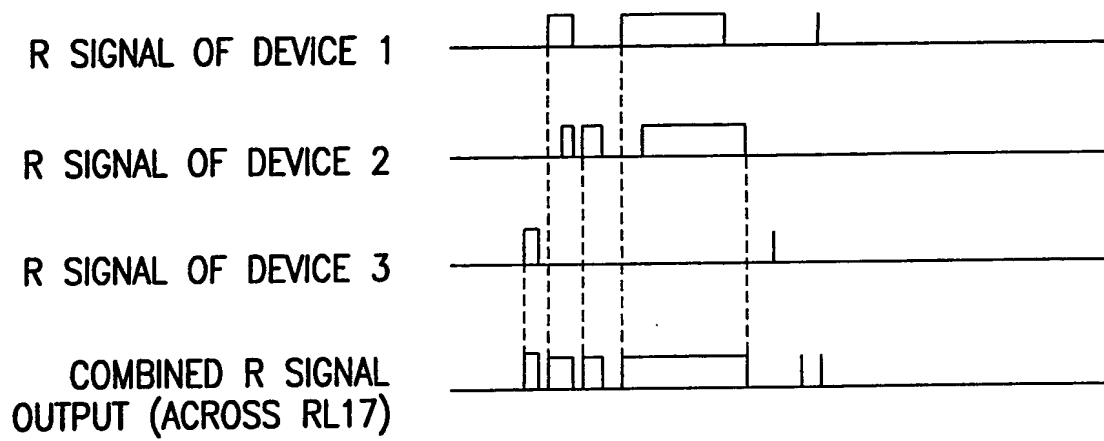 R SIGNAL OF DEVICE 1
R SIGNAL OF DEVICE 2
R SIGNAL OF DEVICE 3
COMBINED R SIGNAL
OUTPUT (ACROSS RL17)